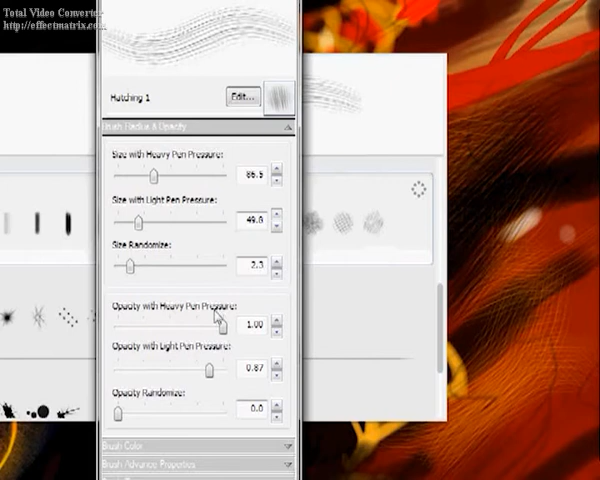 Total Video Converter
http://effectmatrix.com
Hatching 1
Edit...
Brush Radius & Opacity
Size with Heavy Pen Pressure:
86.5
Size with Light Pen Pressure:
49.8
Size Randomize:
2.3
Opacity with Heavy Pen Pressure:
1.00
Opacity with Light Pen Pressure:
0.87
Opacity Randomize:
0.0
Brush Color
Brush Advance Properties